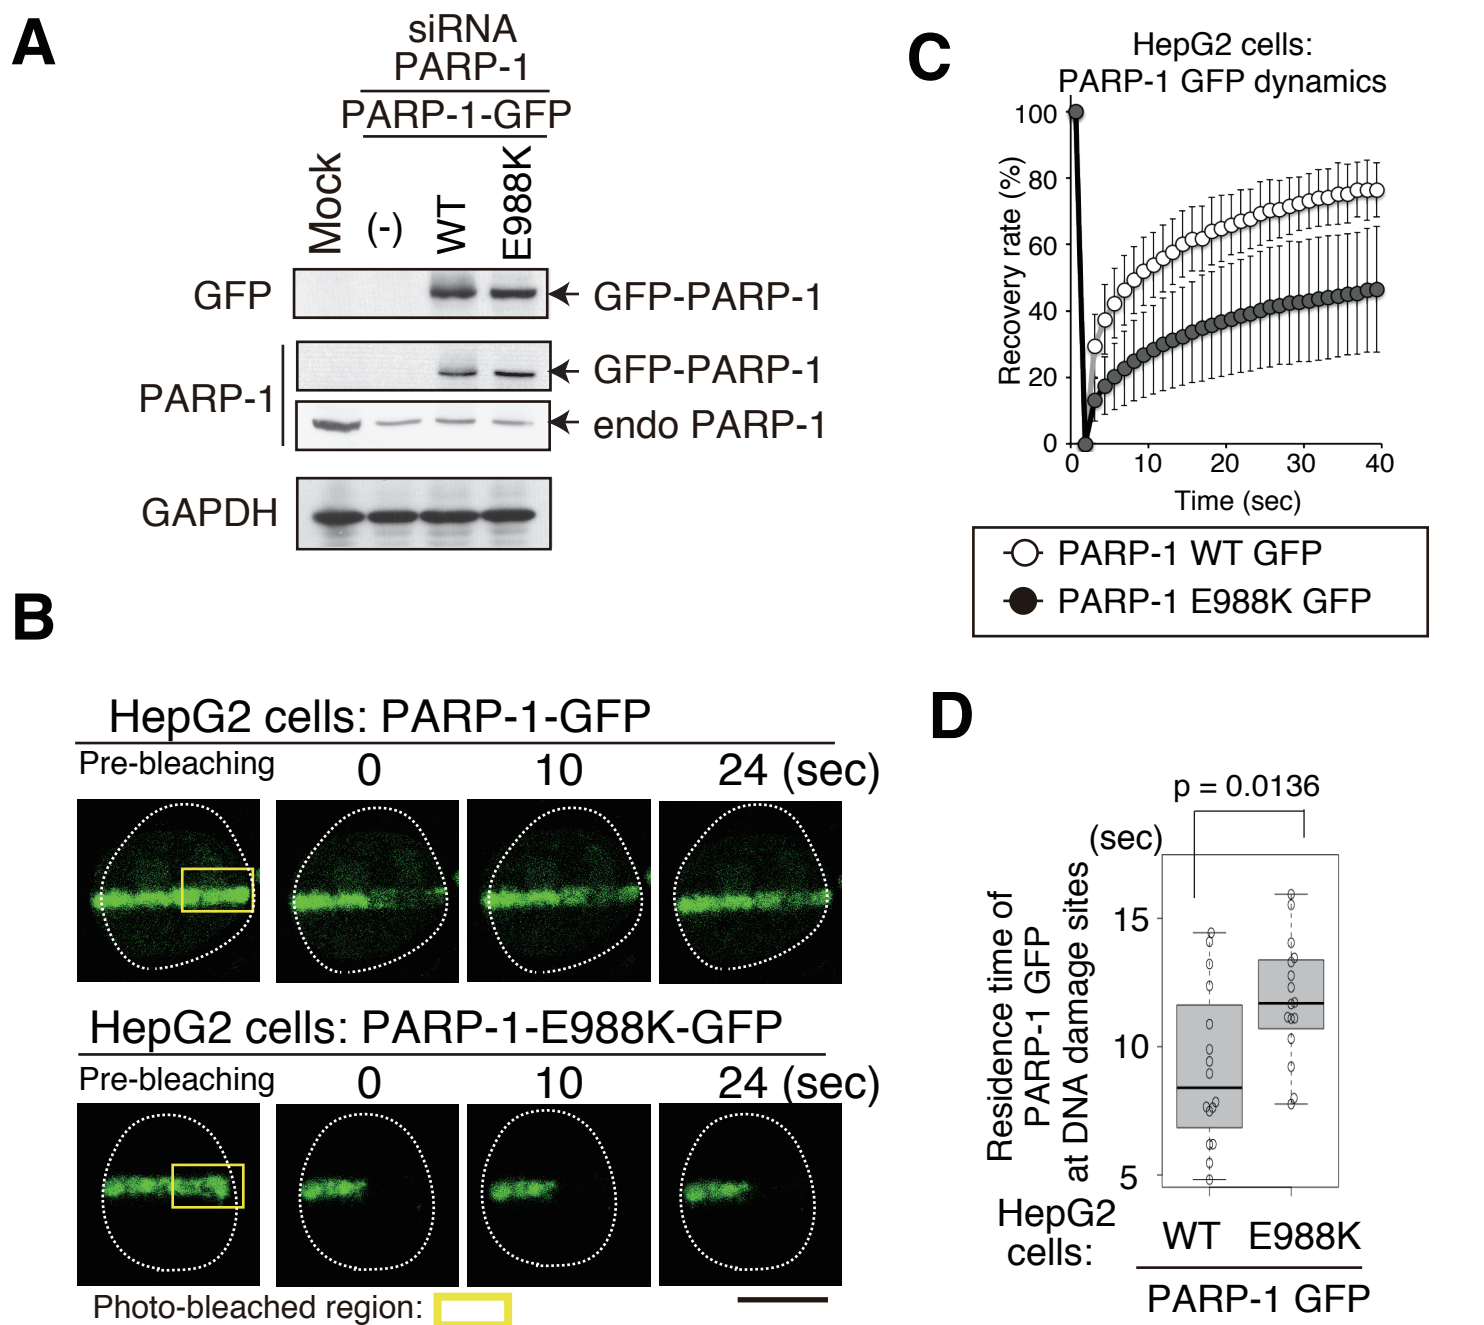 A
siRNA
PARP-1
PARP-1-GFP
Mock
(-)
WT
E988K
GFP
GFP-PARP-1
PARP-1
GFP-PARP-1
endo PARP-1
GAPDH
B
HepG2 cells: PARP-1-GFP
Pre-bleaching 0 10 24 (sec)
HepG2 cells: PARP-1-E988K-GFP
Pre-bleaching 0 10 24 (sec)
Photo-bleached region:
C
HepG2 cells:
PARP-1 GFP dynamics
Recovery rate (%)
100
80
60
40
20
0
0 10 20 30 40
Time (sec)
PARP-1 WT GFP
PARP-1 E988K GFP
D
p = 0.0136
(sec)
Residence time of
PARP-1 GFP
at DNA damage sites
15
10
5
HepG2
cells:
WT E988K
PARP-1 GFP